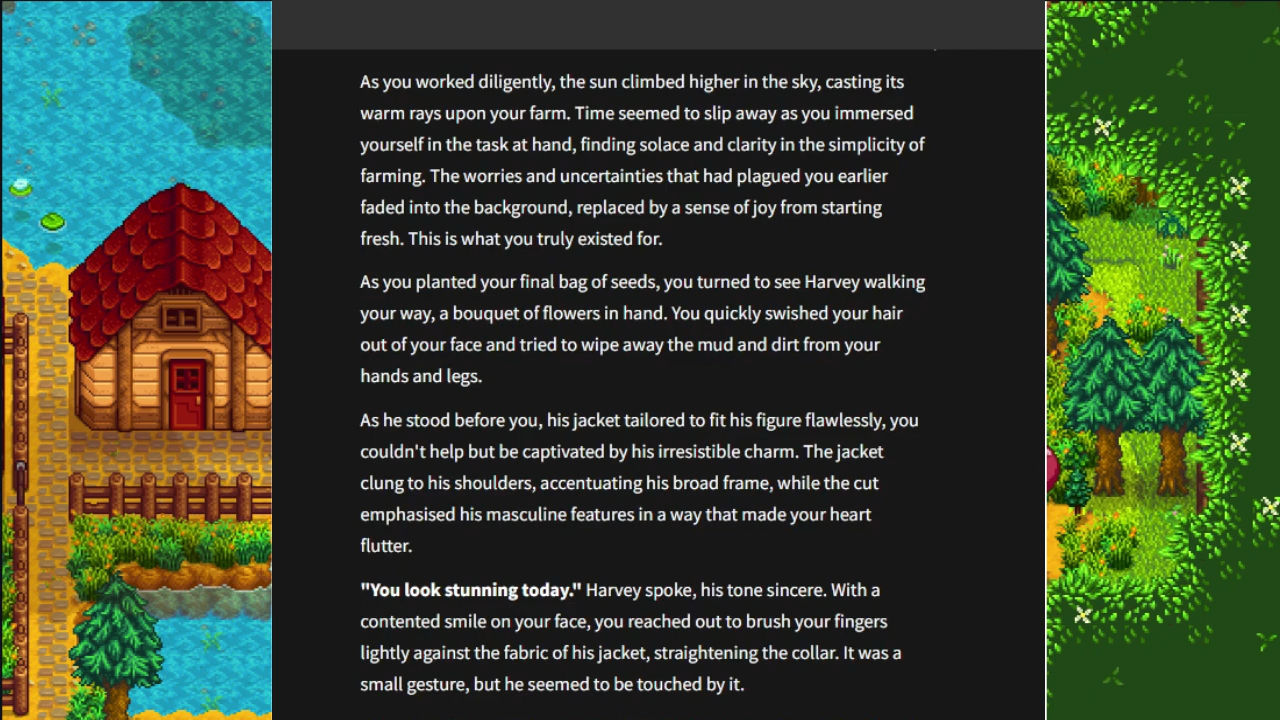 As you worked diligently, the sun climbed higher in the sky, casting its
warm rays upon your farm. Time seemed to slip away as you immersed
yourself in the task at hand, finding solace and clarity in the simplicity of
farming. The worries and uncertainties that had plagued you earlier
faded into the background, replaced by a sense of joy from starting
fresh. This is what you truly existed for.
As you planted your final bag of seeds, you turned to see Harvey walking
your way, a bouquet of flowers in hand. You quickly swished your hair
out of your face and tried to wipe away the mud and dirt from your
hands and legs.
As he stood before you, his jacket tailored to fit his figure flawlessly, you
couldn't help but be captivated by his irresistible charm. The jacket
clung to his shoulders, accentuating his broad frame, while the cut
emphasised his masculine features in a way that made your heart
flutter.
"You look stunning today." Harvey spoke, his tone sincere. With a
contented smile on your face, you reached out to brush your fingers
lightly against the fabric of his jacket, straightening the collar. It was a
small gesture, but he seemed to be touched by it.